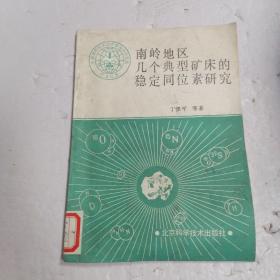 南岭地区
几个典型矿床的
稳定同位素研究
丁悌平 等著
O
N
S
H
北京科学技术出版社